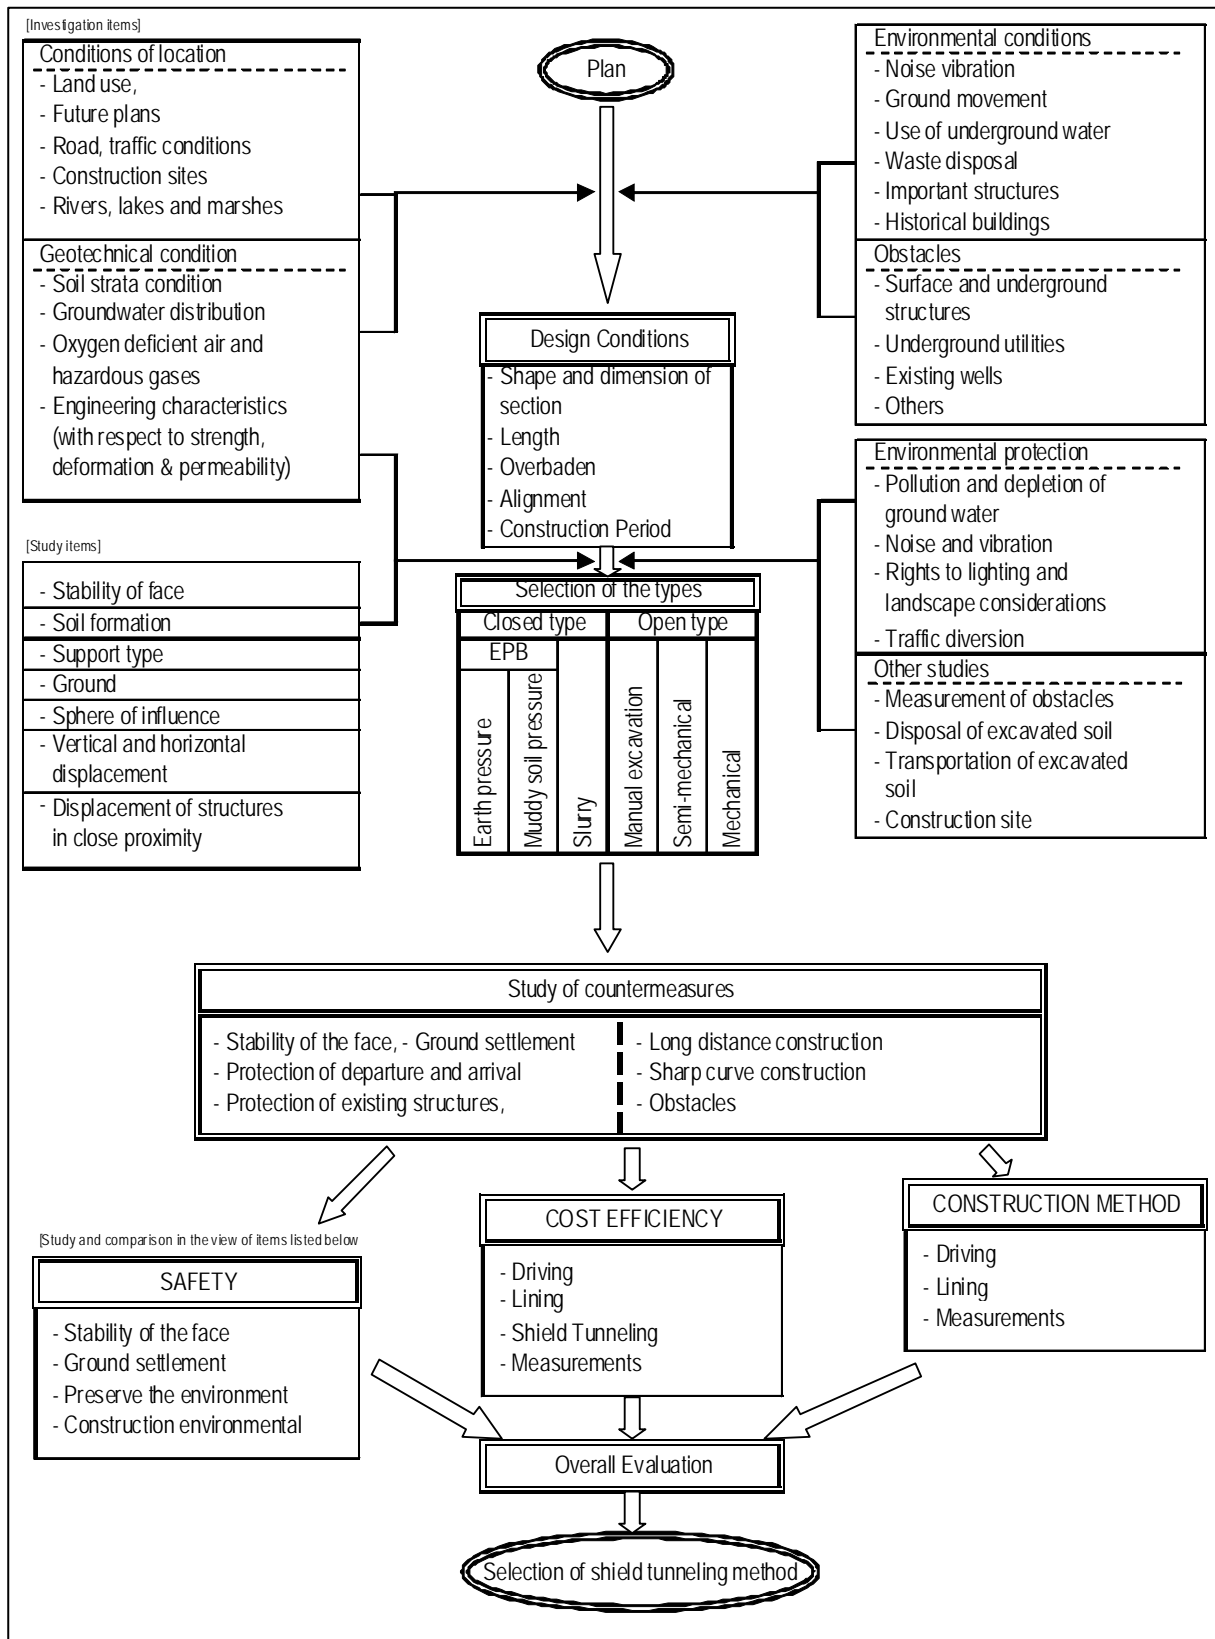 [Investigation items]
Conditions of location
- Land use,
- Future plans
- Road, traffic conditions
- Construction sites
- Rivers, lakes and marshes
Geotechnical condition
- Soil strata condition
- Groundwater distribution
- Oxygen deficient air and
hazardous gases
- Engineering characteristics
(with respect to strength,
deformation & permeability)
[Study items]
- Stability of face
- Soil formation
- Support type
- Ground
- Sphere of influence
- Vertical and horizontal
displacement
- Displacement of structures
in close proximity
Plan
Design Conditions
- Shape and dimension of
section
- Length
- Overbaden
- Alignment
- Construction Period
Selection of the types
Closed type
Open type
EPB
Earth pressure
Muddy soil pressure
Slurry
Manual excavation
Semi-mechanical
Mechanical
Environmental conditions
- Noise vibration
- Ground movement
- Use of underground water
- Waste disposal
- Important structures
- Historical buildings
Obstacles
- Surface and underground
structures
- Underground utilities
- Existing wells
- Others
Environmental protection
- Pollution and depletion of
ground water
- Noise and vibration
- Rights to lighting and
landscape considerations
- Traffic diversion
Other studies
- Measurement of obstacles
- Disposal of excavated soil
- Transportation of excavated
soil
- Construction site
Study of countermeasures
- Stability of the face, - Ground settlement
- Protection of departure and arrival
- Protection of existing structures,
- Long distance construction
- Sharp curve construction
- Obstacles
[Study and comparison in the view of items listed below
SAFETY
- Stability of the face
- Ground settlement
- Preserve the environment
- Construction environmental
COST EFFICIENCY
- Driving
- Lining
- Shield Tunneling
- Measurements
CONSTRUCTION METHOD
- Driving
- Lining
- Measurements
Overall Evaluation
Selection of shield tunneling method